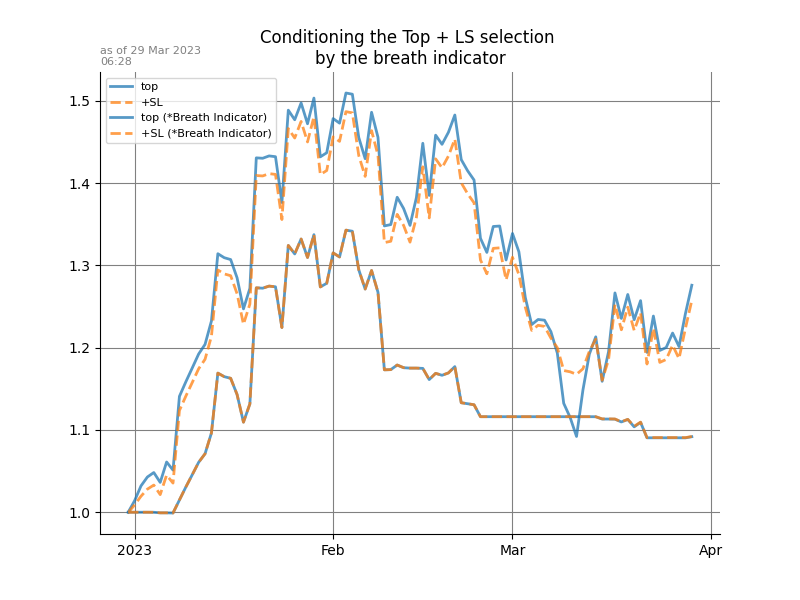 Conditioning the Top + LS selection
by the breath indicator
as of 29 Mar 2023
06:28
top
+SL
top (*Breath Indicator)
+SL (*Breath Indicator)
1.5
1.4
1.3
1.2
1.1
1.0
2023
Feb
Mar
Apr